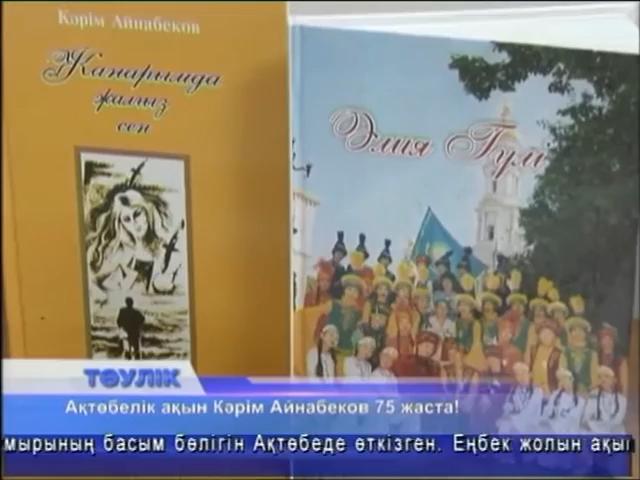 Кәрім Айнабеков
Жанарымда
жалғыз
сен
Әлия Гүлі
ТӘУЛІК
Ақтөбелік ақын Кәрім Айнабеков 75 жаста!
мырының басым бөлігін Ақтөбеде өткізген. Еңбек жолын ақы